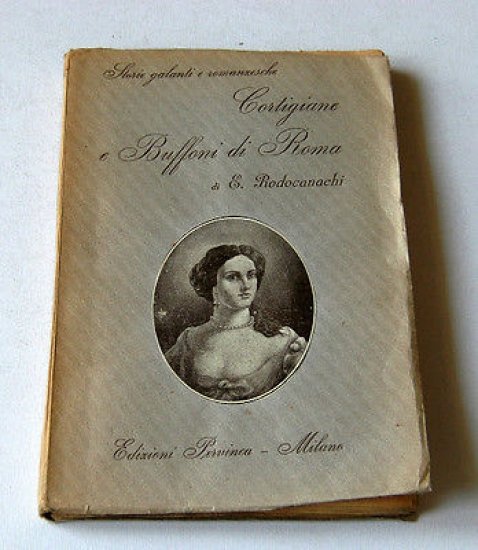 Storie galanti e romanzesche
Cortigiane
e Buffoni di Roma
di E. Rodocanachi
Edizioni Pervinca - Milano